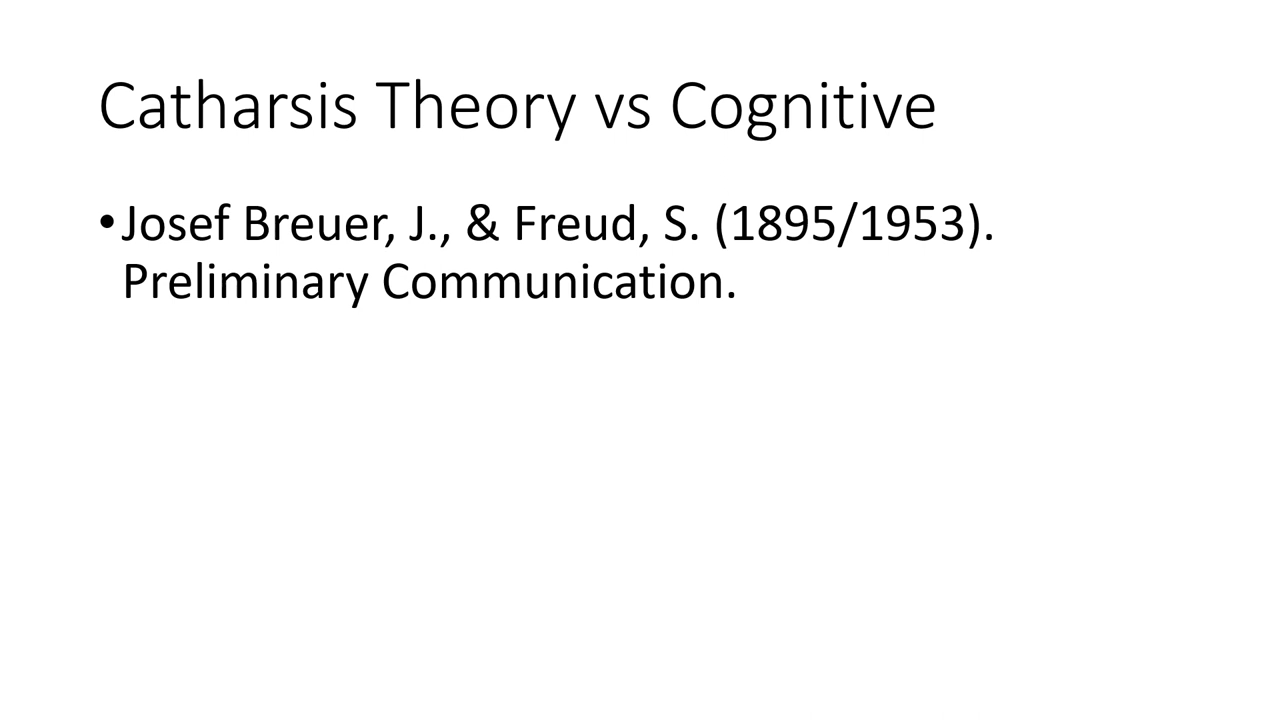 Catharsis Theory vs Cognitive
•Josef Breuer, J., & Freud, S. (1895/1953).
Preliminary Communication.